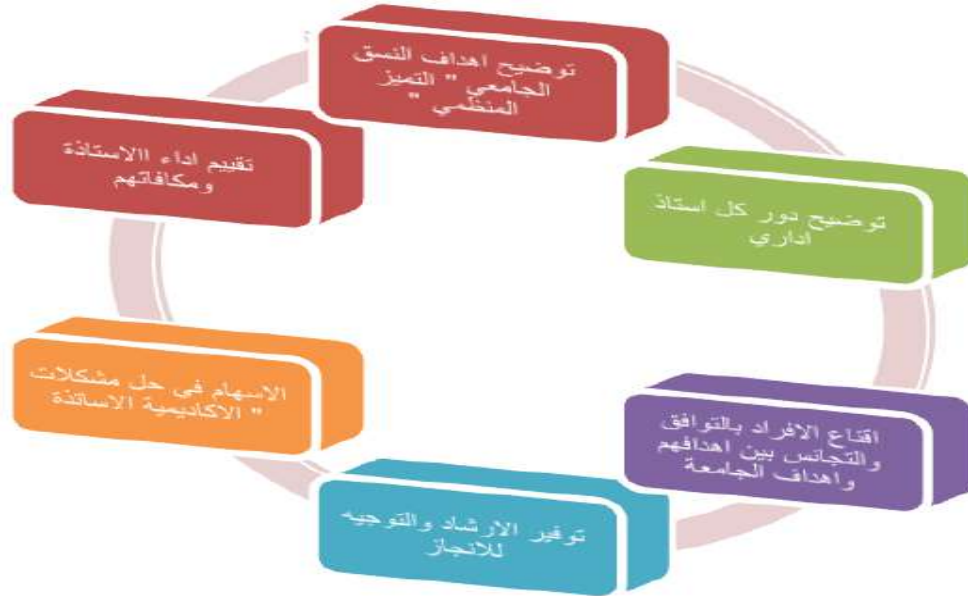 توضيح اهداف النسق
الجامعي " التميز
المنظمي "
توضيح دور كل استاذ
اداري
اقناع الافراد بالتوافق
والتجانس بين اهدافهم
واهداف الجامعة
توفير الارشاد والتوجيه
للانجاز
الاسهام في حل مشكلات
" الاكاديمية الاساتذة
تقييم اداء االاستاذة
ومكافاتهم